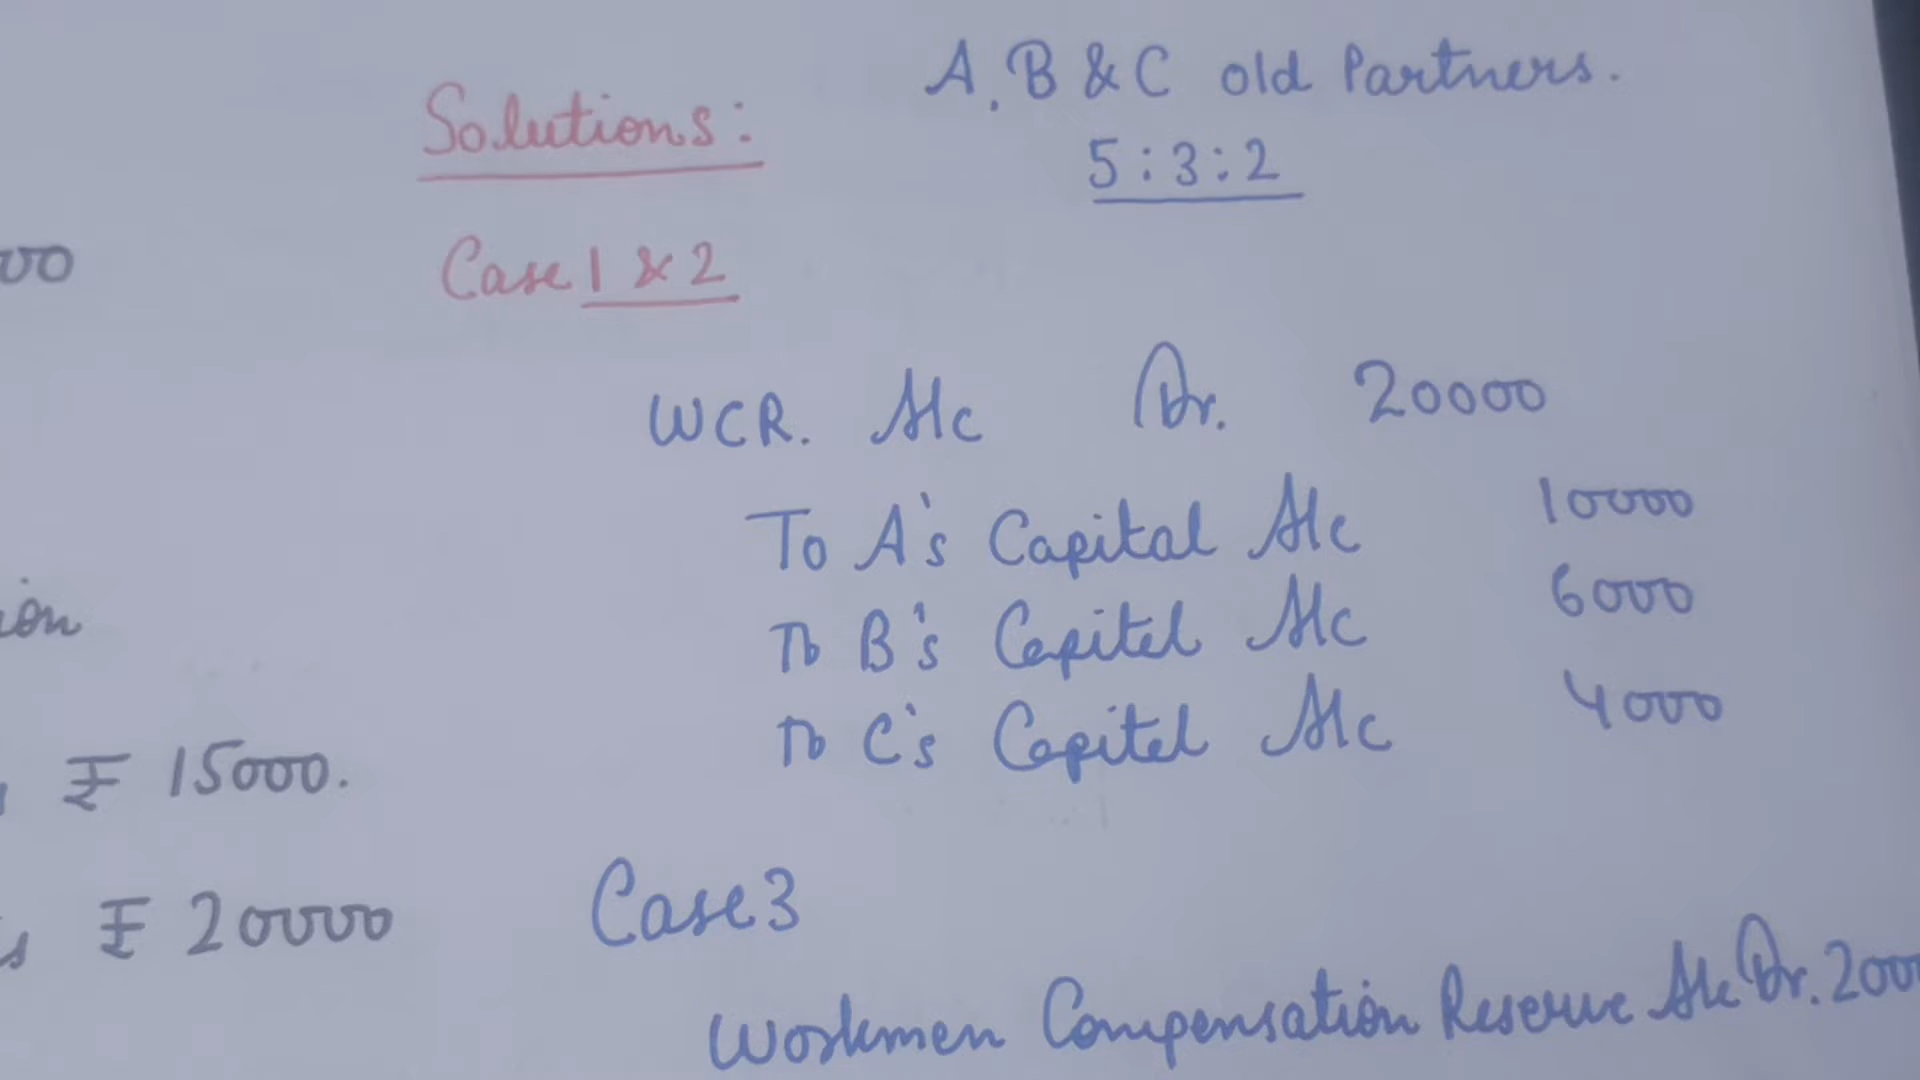 A, B & C old Partners.
5:3:2
Solutions:
Case 1 & 2
WCR. A/c Dr. 20000
To A's Capital A/c 10000
To B's Capital A/c 6000
To C's Capital A/c 4000
₹ 15000.
₹ 20000
Case 3
Workmen Compensation Reserve A/c Dr. 2000